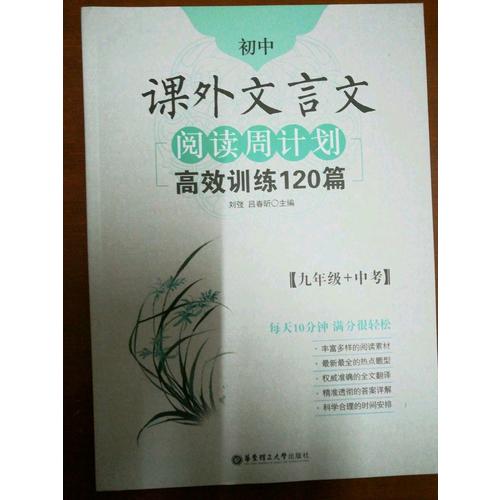 初中
课外文言文
阅读周计划
高效训练120篇
刘弢 吕春昕○主编
【九年级+中考】
每天10分钟 满分很轻松
·丰富多样的阅读素材
·最新最全的热点题型
·权威准确的全文翻译
·精准透彻的答案详解
·科学合理的时间安排
华东理工大学出版社